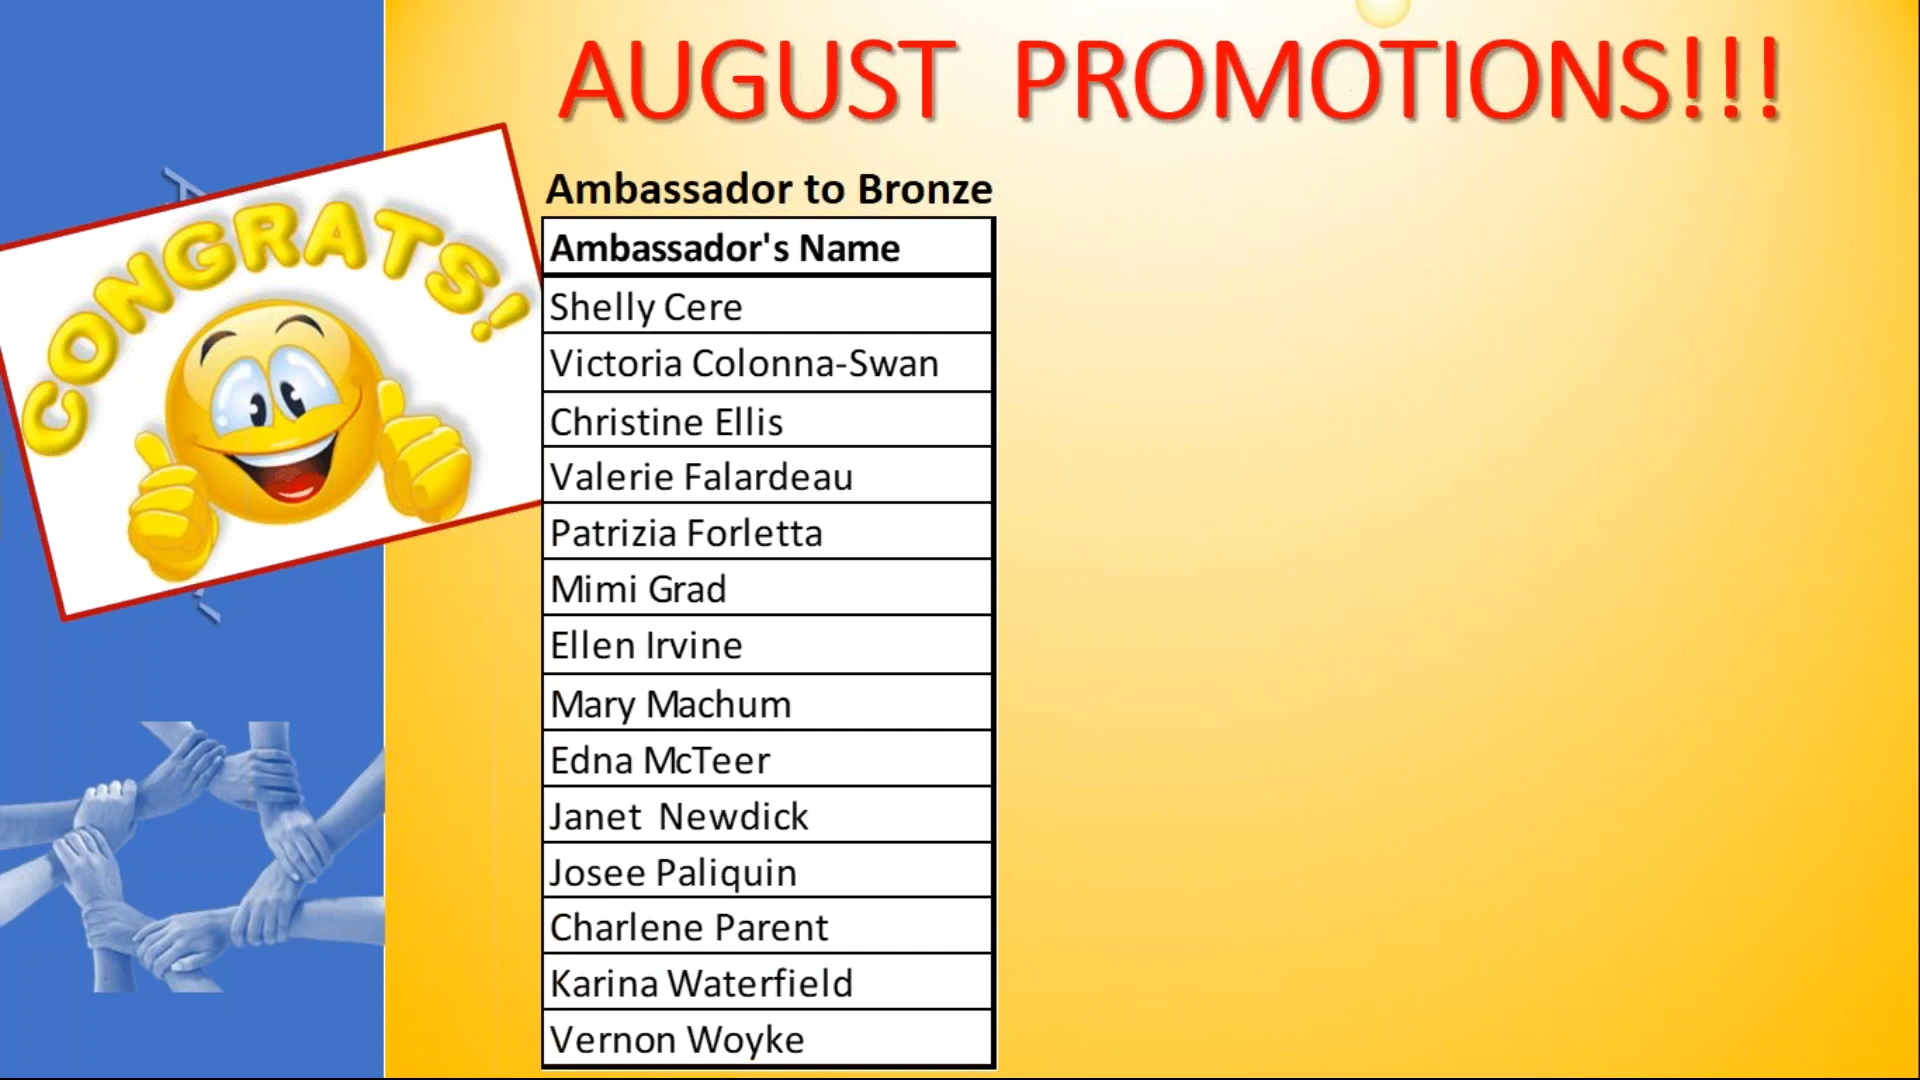 AUGUST PROMOTIONS!!!
CONGRATS!
Ambassador to Bronze
Ambassador's Name
Shelly Cere
Victoria Colonna-Swan
Christine Ellis
Valerie Falardeau
Patrizia Forletta
Mimi Grad
Ellen Irvine
Mary Machum
Edna McTeer
Janet Newdick
Josee Paliquin
Charlene Parent
Karina Waterfield
Vernon Woyke